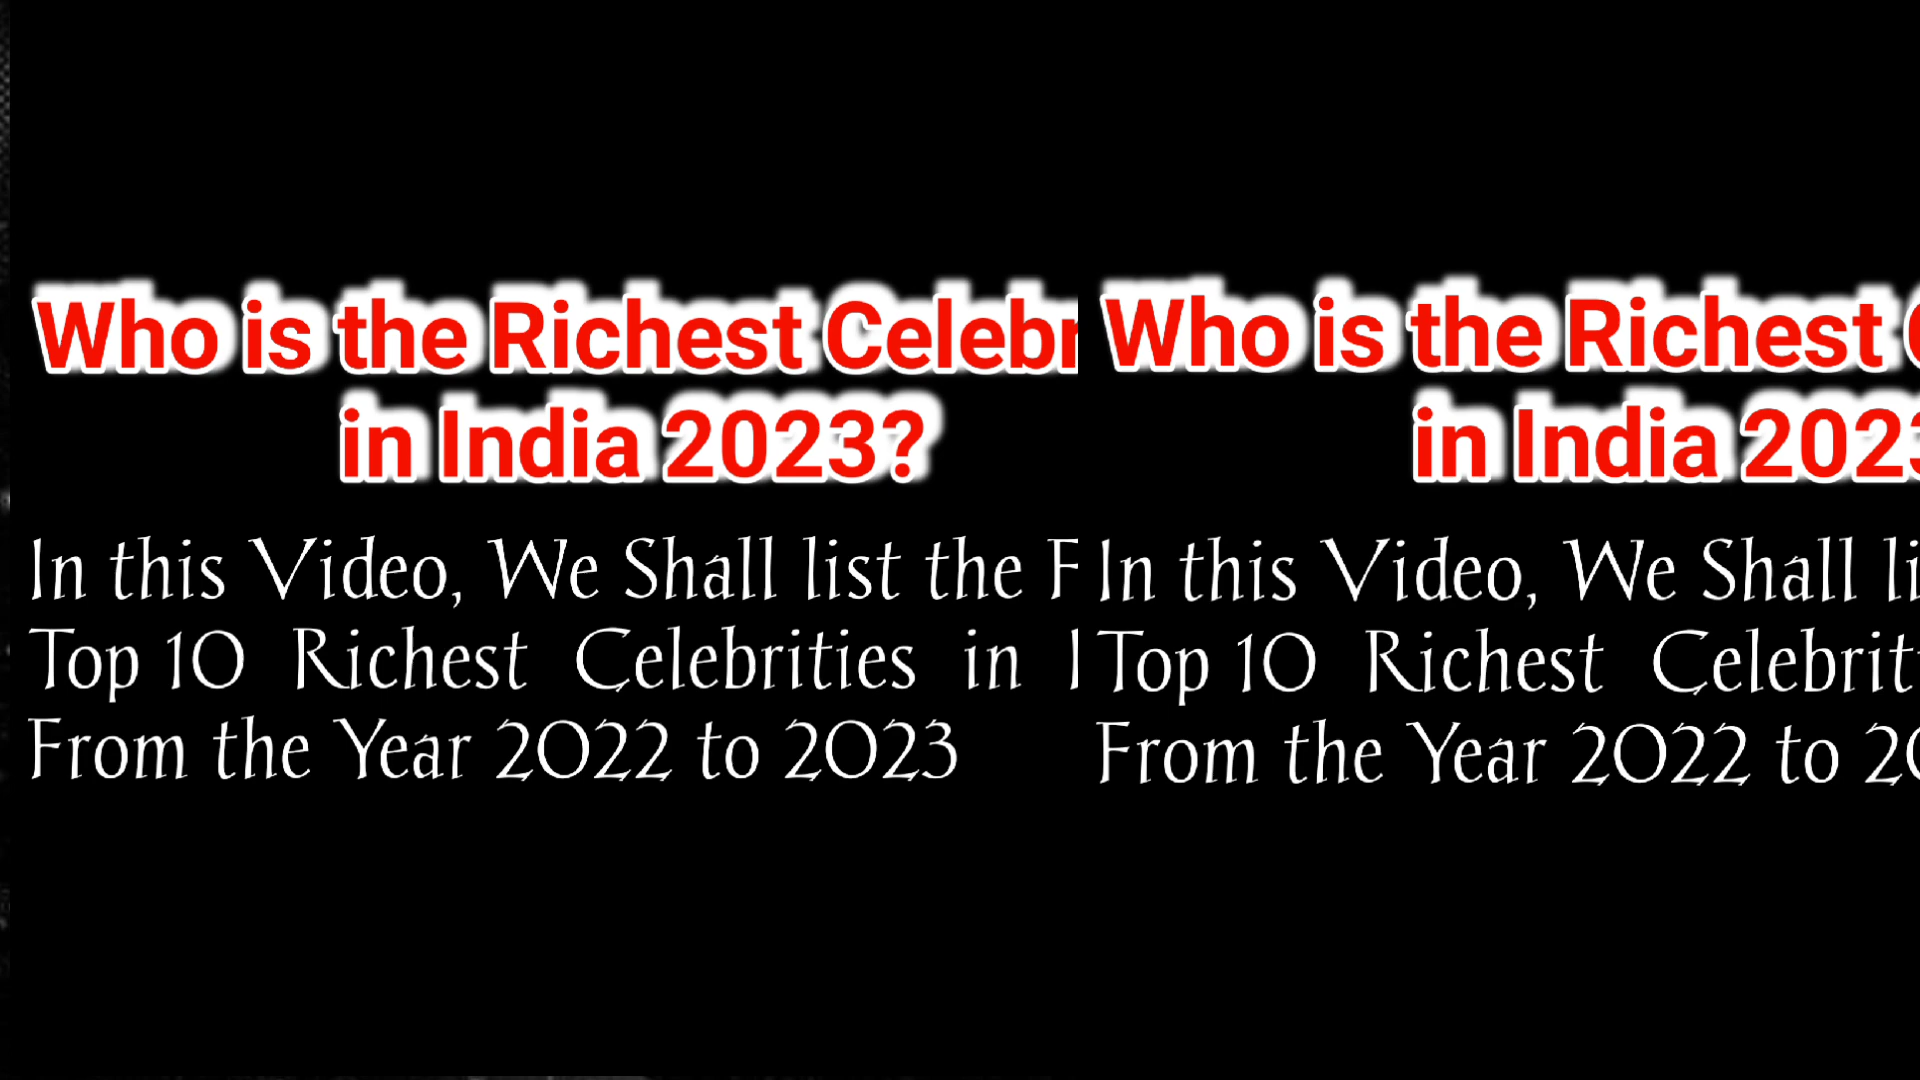 Who is the Richest Celebr
in India 2023?
In this Video, We Shall list the F
Top 10 Richest Celebrities in I
From the Year 2022 to 2023
Who is the Richest
in India 2023
In this Video, We Shall li
Top 10 Richest Celebrit
From the Year 2022 to 20